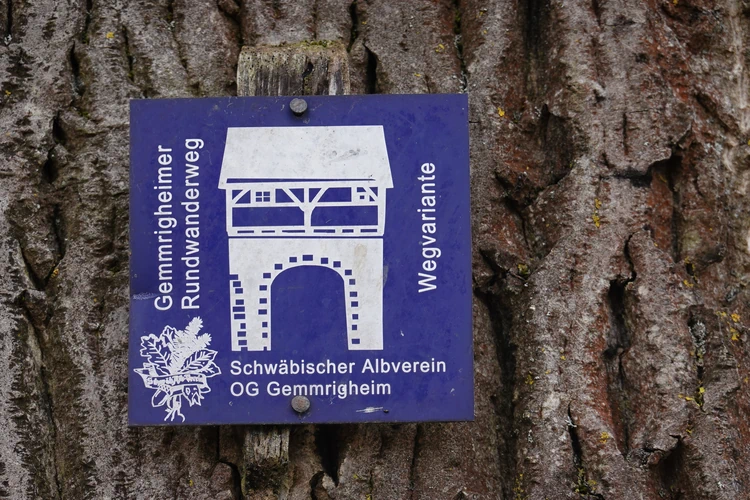 Gemmrigheimer
Rundwanderweg
Wegvariante
Schwäbischer Albverein
OG Gemmrigheim